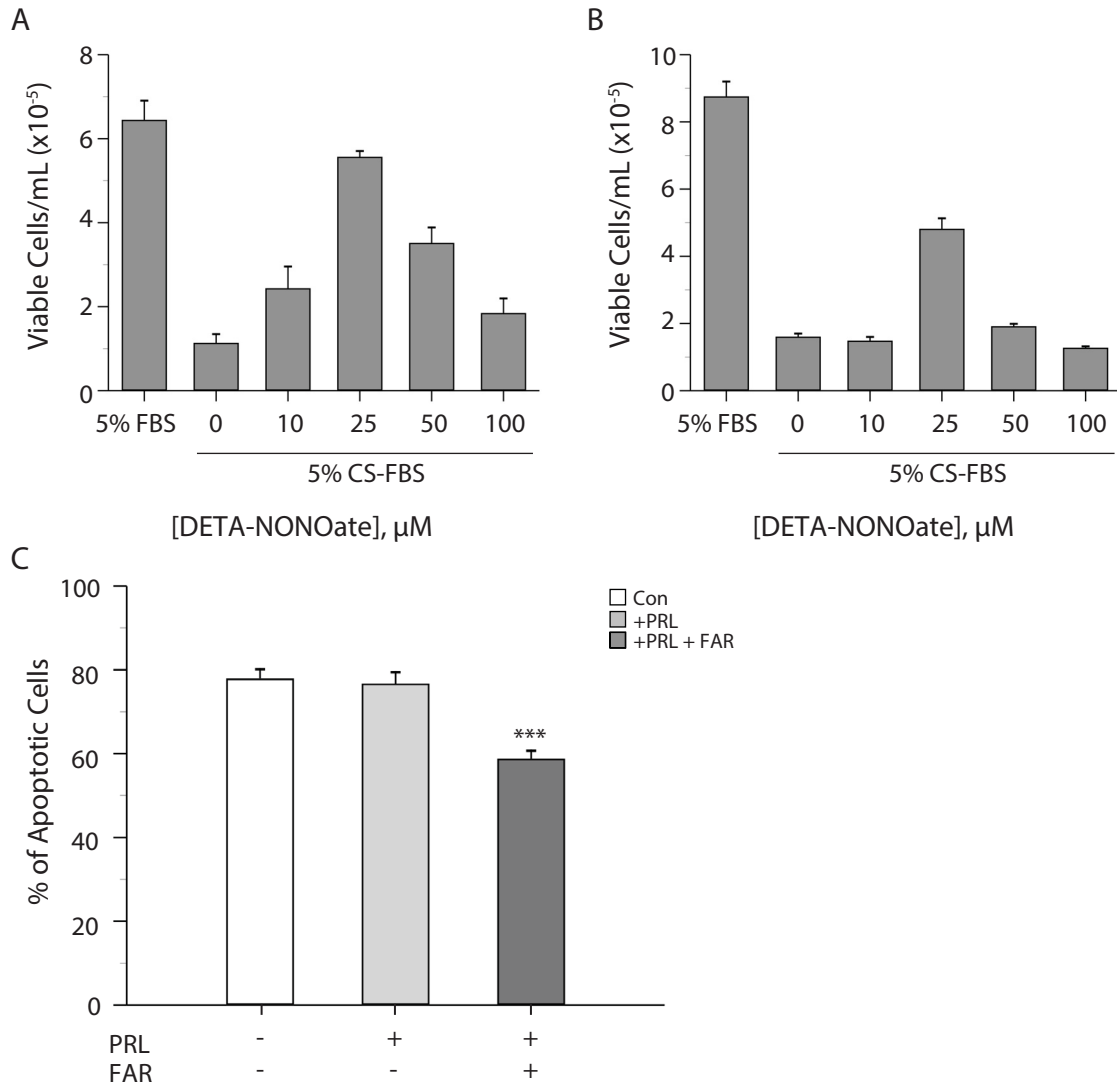 A
Viable Cells/mL (x10⁻⁵)
8
6
4
2
0
5% FBS 0 10 25 50 100
5% CS-FBS
[DETA-NONOate], µM
B
Viable Cells/mL (x10⁻⁵)
10
8
6
4
2
0
5% FBS 0 10 25 50 100
5% CS-FBS
[DETA-NONOate], µM
C
% of Apoptotic Cells
100
80
60
40
20
0
***
Con
+PRL
+PRL + FAR
PRL - + +
FAR - - +